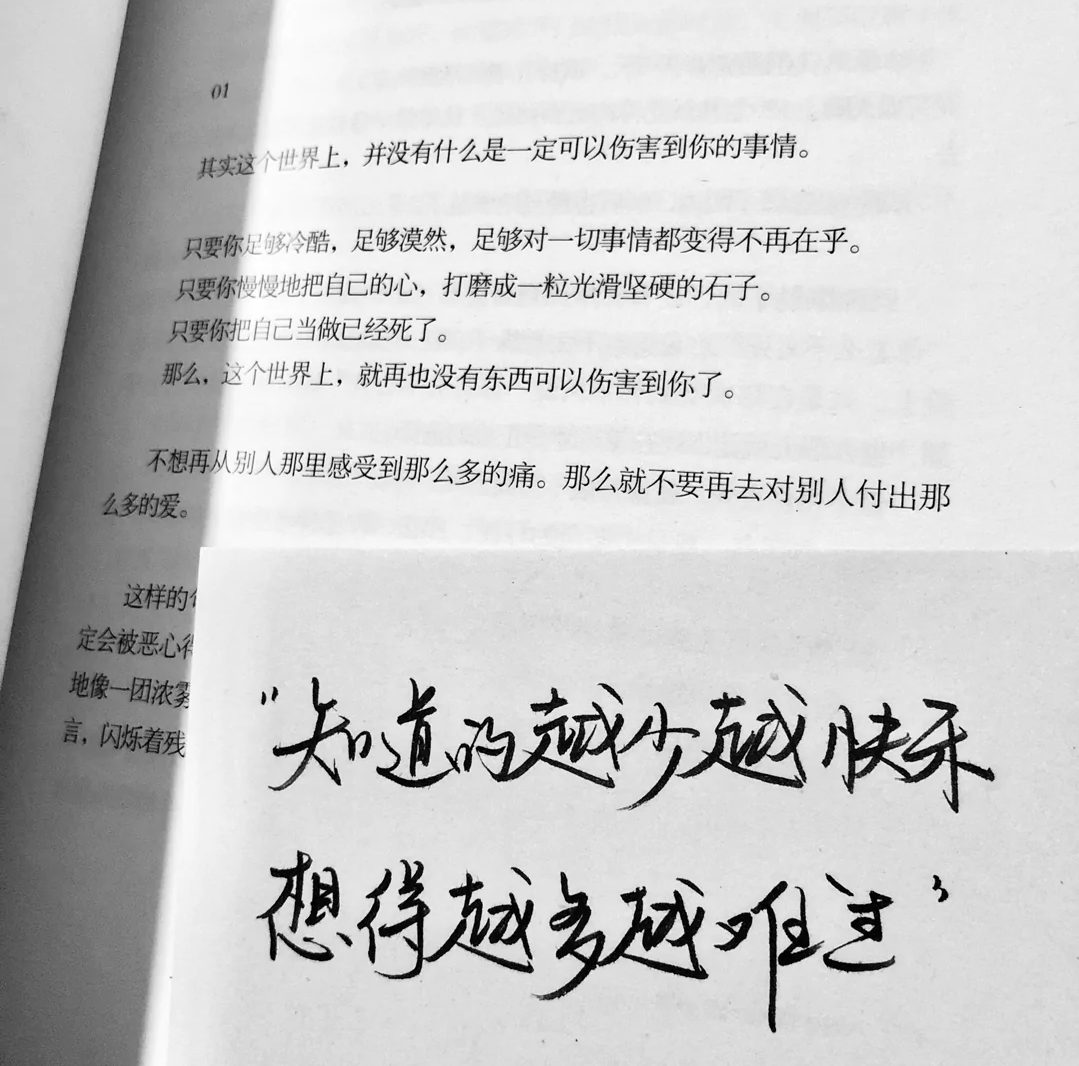 01
其实这个世界上，并没有什么是一定可以伤害到你的事情。
只要你足够冷酷，足够漠然，足够对一切事情都变得不再在乎。
只要你慢慢地把自己的心，打磨成一粒光滑坚硬的石子。
只要你把自己当做已经死了。
那么，这个世界上，就再也没有东西可以伤害到你了。
不想再从别人那里感受到那么多的痛。那么就不要再去对别人付出那
么多的爱。
这样的
定会被恶心得
地像一团浓雾
言，闪烁着残
"知道的越少越快乐
想得越多越难过"